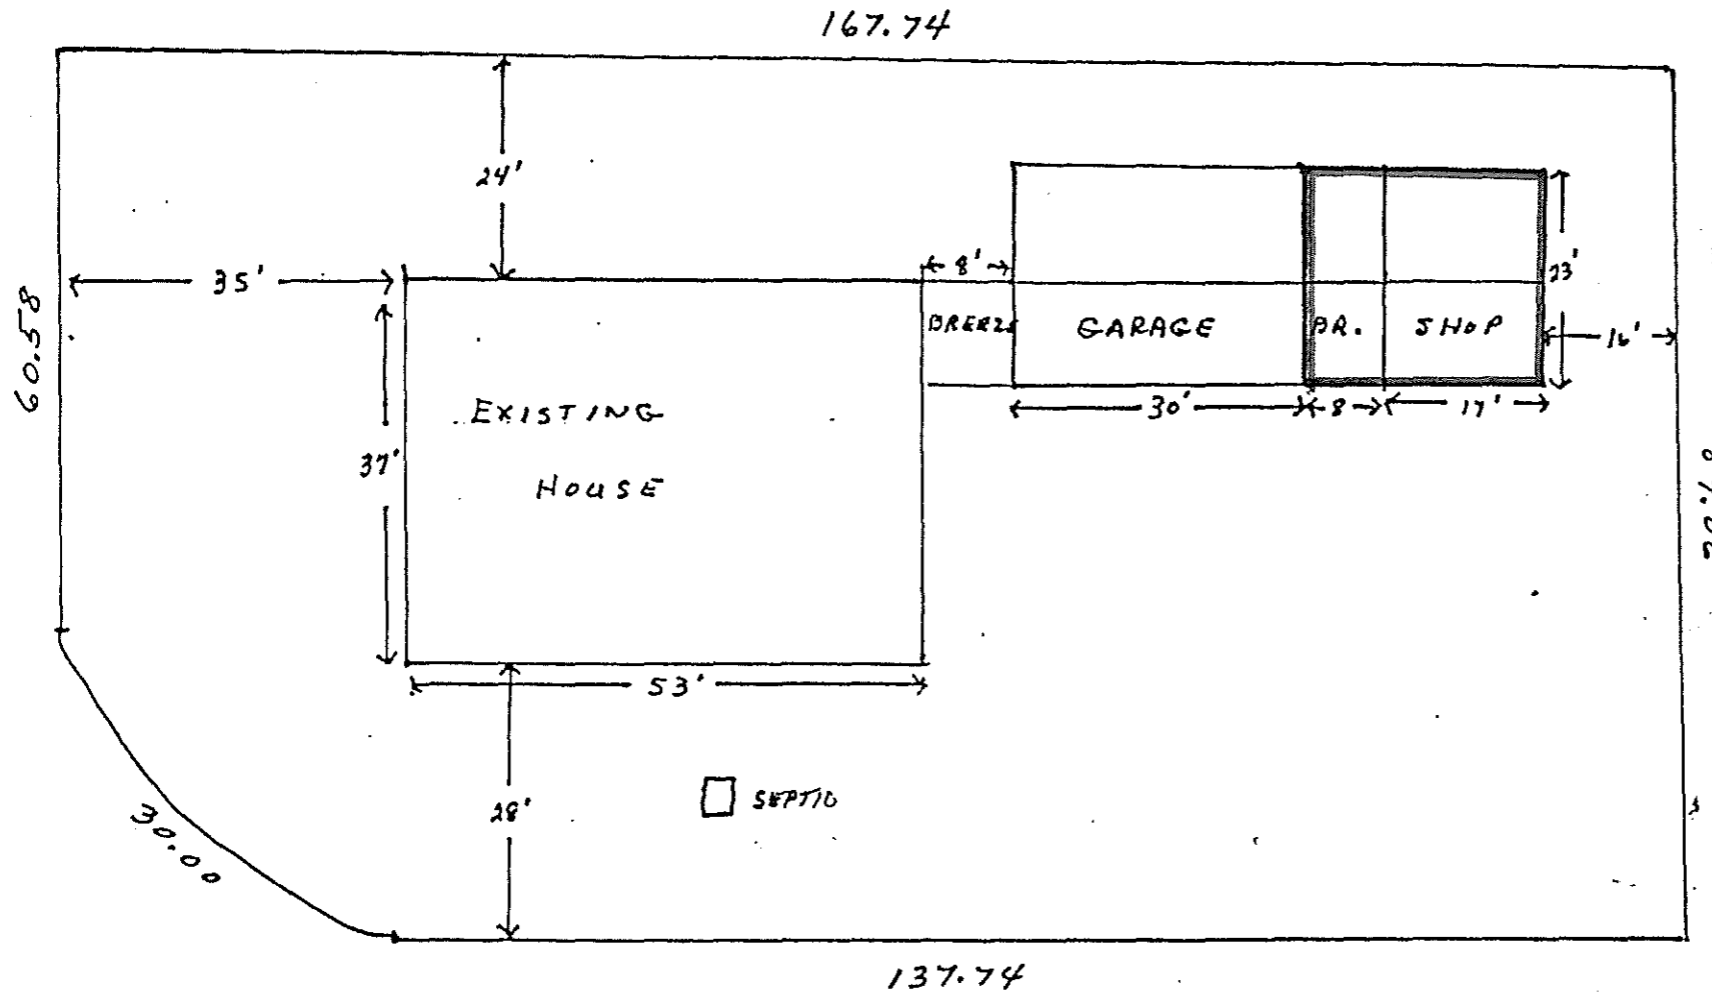 167.74
24'
35'
8'
23'
60.58
GARAGE
BR.
SHOP
16'
30'
8
17'
EXISTING
HOUSE
37'
53'
28'
SEPTIC
30.00
137.74